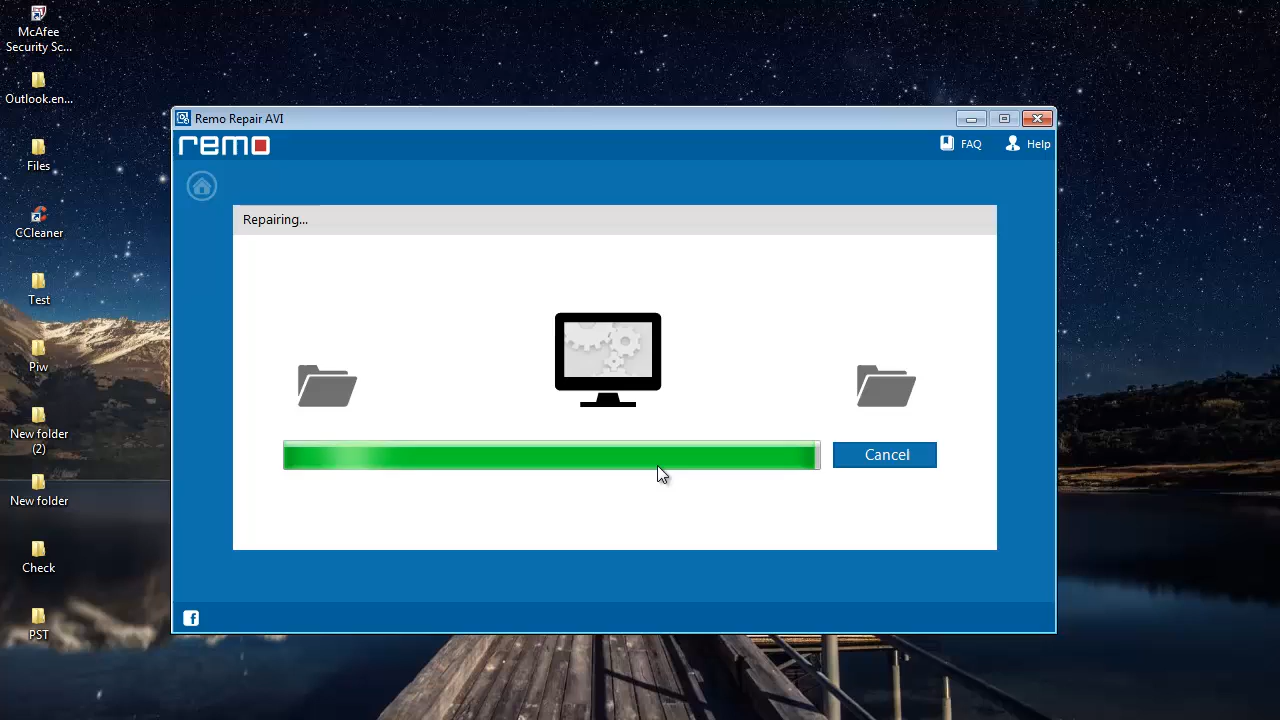 McAfee
Security Sc...
Outlook.en...
Files
CCleaner
Test
Piw
New folder
(2)
New folder
Check
PST
Remo Repair AVI
remo
FAQ
Help
Repairing...
Cancel
f